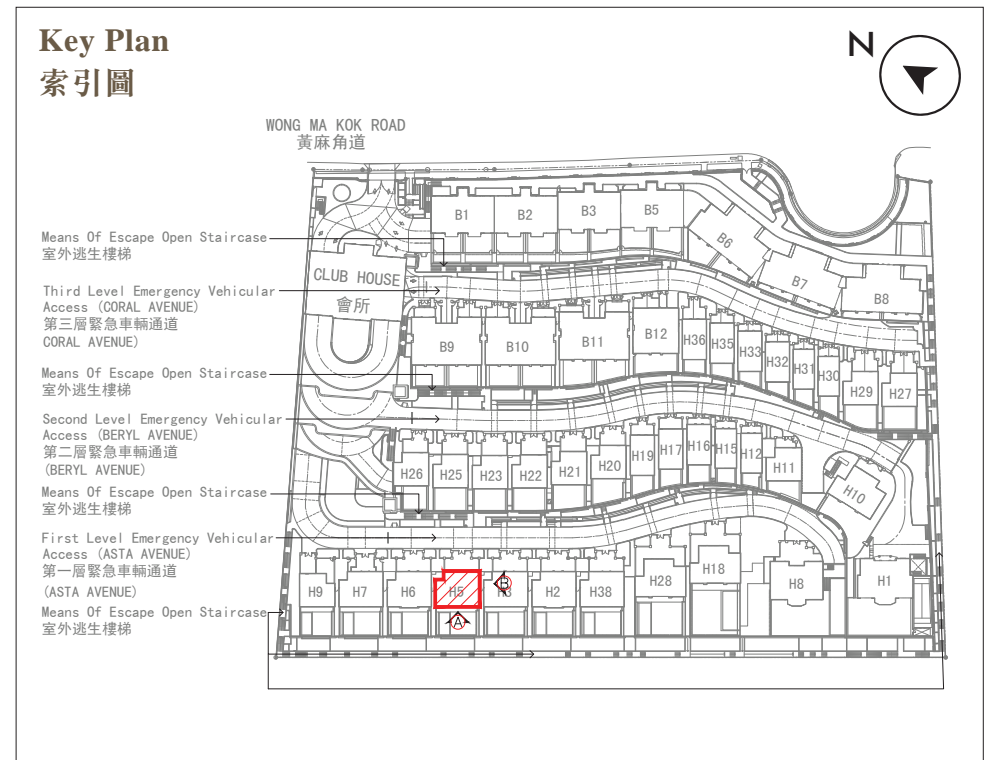 Key Plan
索引圖
N
WONG MA KOK ROAD
黃麻角道
Means Of Escape Open Staircase
室外逃生樓梯
Third Level Emergency Vehicular
Access (CORAL AVENUE)
第三層緊急車輛通道
CORAL AVENUE)
Means Of Escape Open Staircase
室外逃生樓梯
Second Level Emergency Vehicular
Access (BERYL AVENUE)
第二層緊急車輛通道
(BERYL AVENUE)
Means Of Escape Open Staircase
室外逃生樓梯
First Level Emergency Vehicular
Access (ASTA AVENUE)
第一層緊急車輛通道
(ASTA AVENUE)
Means Of Escape Open Staircase
室外逃生樓梯
CLUB HOUSE
會所
B1 B2 B3 B5
B6
B7
B8
B9 B10 B11 B12 H36 H35 H33 H32 H31 H30 H29 H27
H26 H25 H23 H22 H21 H20 H19 H17 H16 H15 H12 H11
H10
H9 H7 H6 H5 H3 H2 H38 H28 H18 H8 H1
B
A